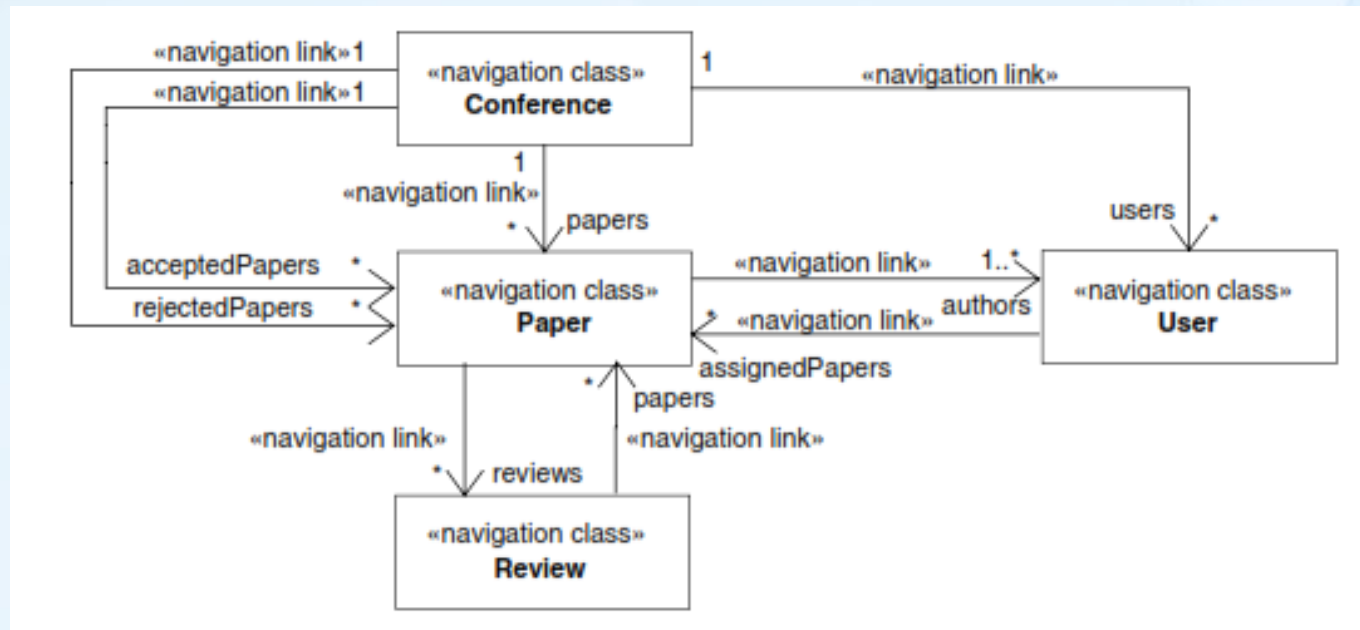 «navigation link» 1
«navigation link» 1
«navigation class»
Conference
1
«navigation link»
1
«navigation link»
* papers
users *
acceptedPapers *
rejectedPapers *
«navigation class»
Paper
«navigation link» 1..*
authors
* «navigation link»
assignedPapers
«navigation class»
User
* papers
«navigation link»
«navigation link»
* reviews
«navigation class»
Review